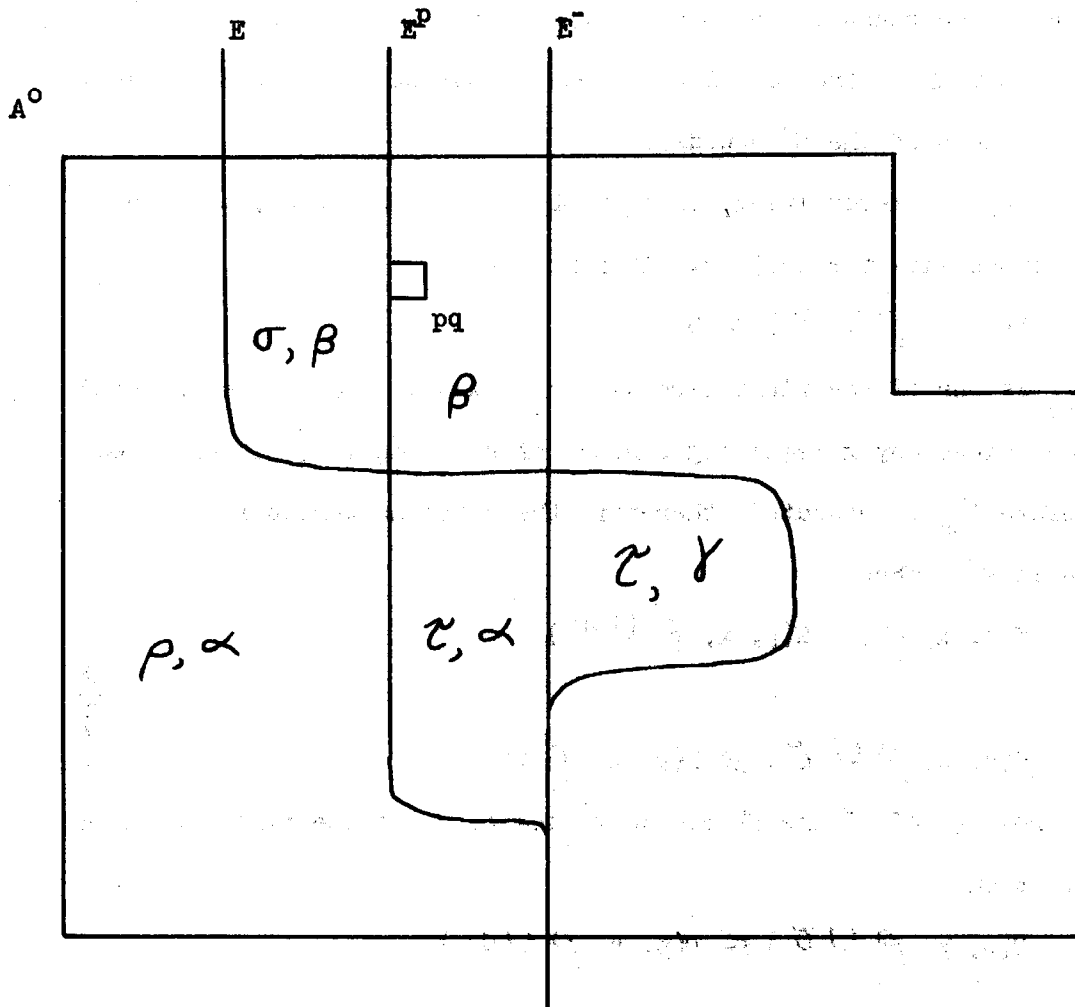 E E^p E^-
A^o
pq
σ, β
β
τ, γ
ρ, α τ, α